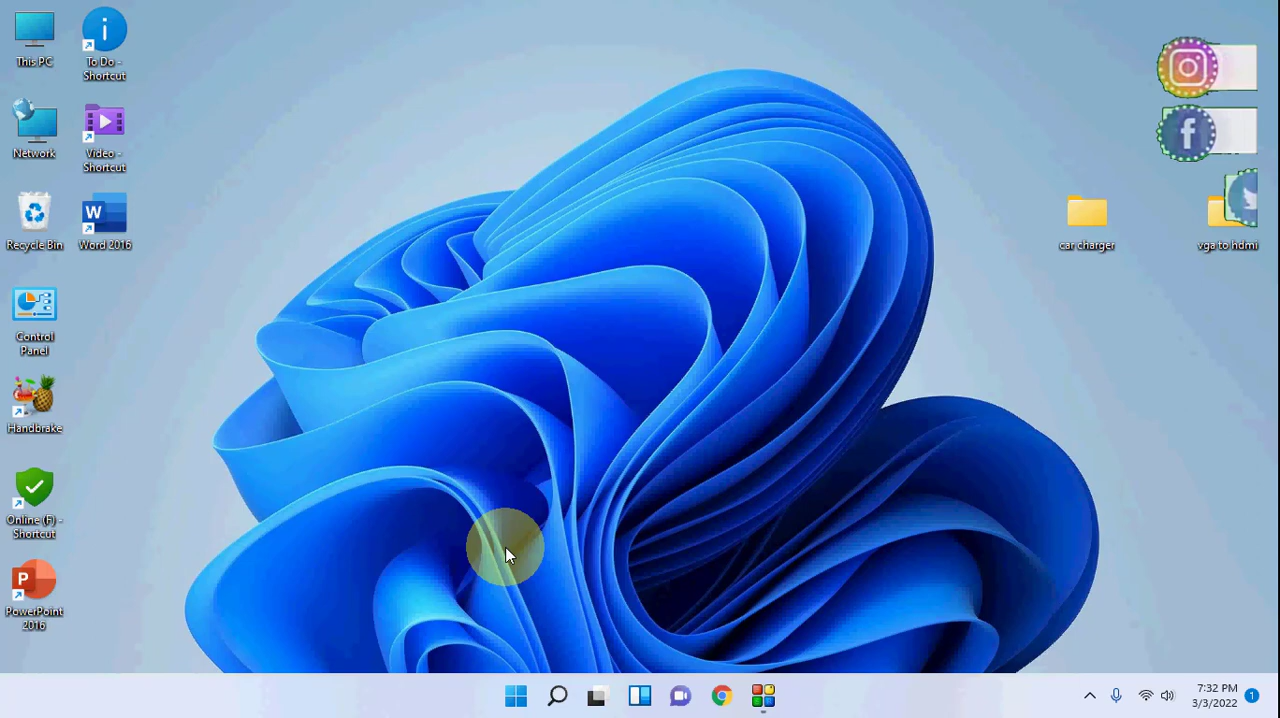 This PC
To Do -
Shortcut
Network
Video -
Shortcut
Recycle Bin
W
Word 2016
Control
Panel
Handbrake
Online (F) -
Shortcut
P
PowerPoint
2016
f
car charger
vga to hdmi
7:32 PM
3/3/2022
1